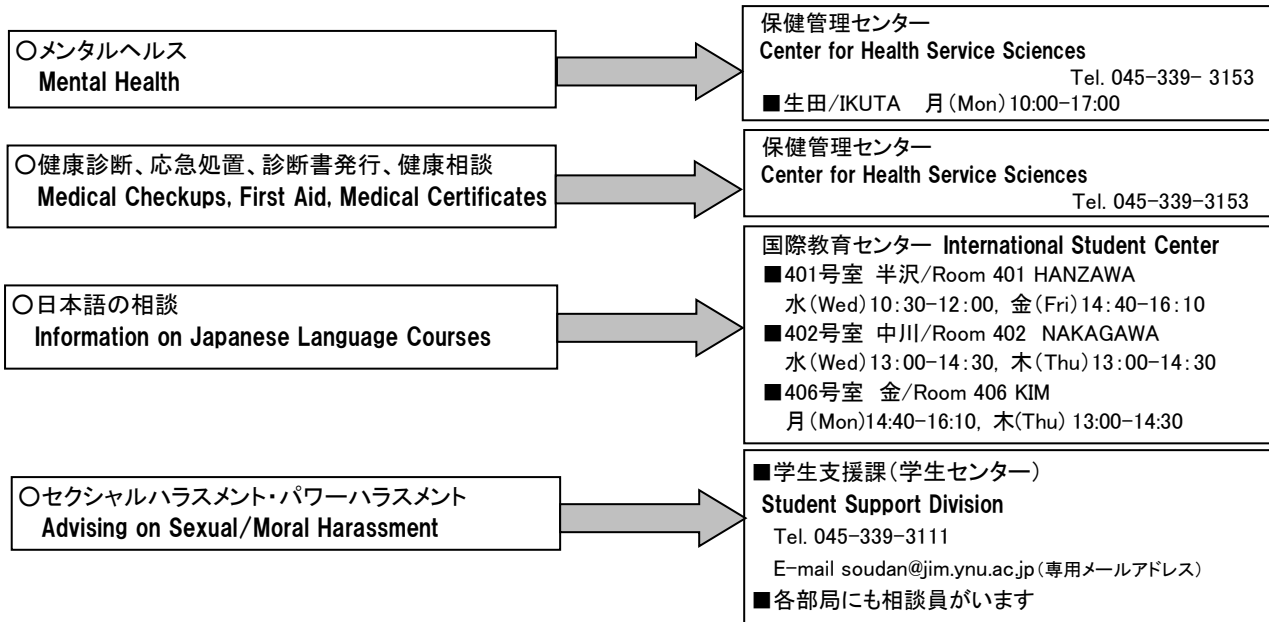 〇メンタルヘルス
Mental Health
保健管理センター
Center for Health Service Sciences
Tel. 045-339- 3153
■生田/IKUTA 月(Mon)10:00-17:00
〇健康診断、応急処置、診断書発行、健康相談
Medical Checkups, First Aid, Medical Certificates
保健管理センター
Center for Health Service Sciences
Tel. 045-339-3153
〇日本語の相談
Information on Japanese Language Courses
国際教育センター International Student Center
■401号室 半沢/Room 401 HANZAWA
水(Wed)10:30-12:00, 金(Fri)14:40-16:10
■402号室 中川/Room 402 NAKAGAWA
水(Wed)13:00-14:30, 木(Thu)13:00-14:30
■406号室 金/Room 406 KIM
月(Mon)14:40-16:10, 木(Thu) 13:00-14:30
〇セクシャルハラスメント・パワーハラスメント
Advising on Sexual/Moral Harassment
■学生支援課(学生センター)
Student Support Division
Tel. 045-339-3111
E-mail soudan@jim.ynu.ac.jp(専用メールアドレス)
■各部局にも相談員がいます